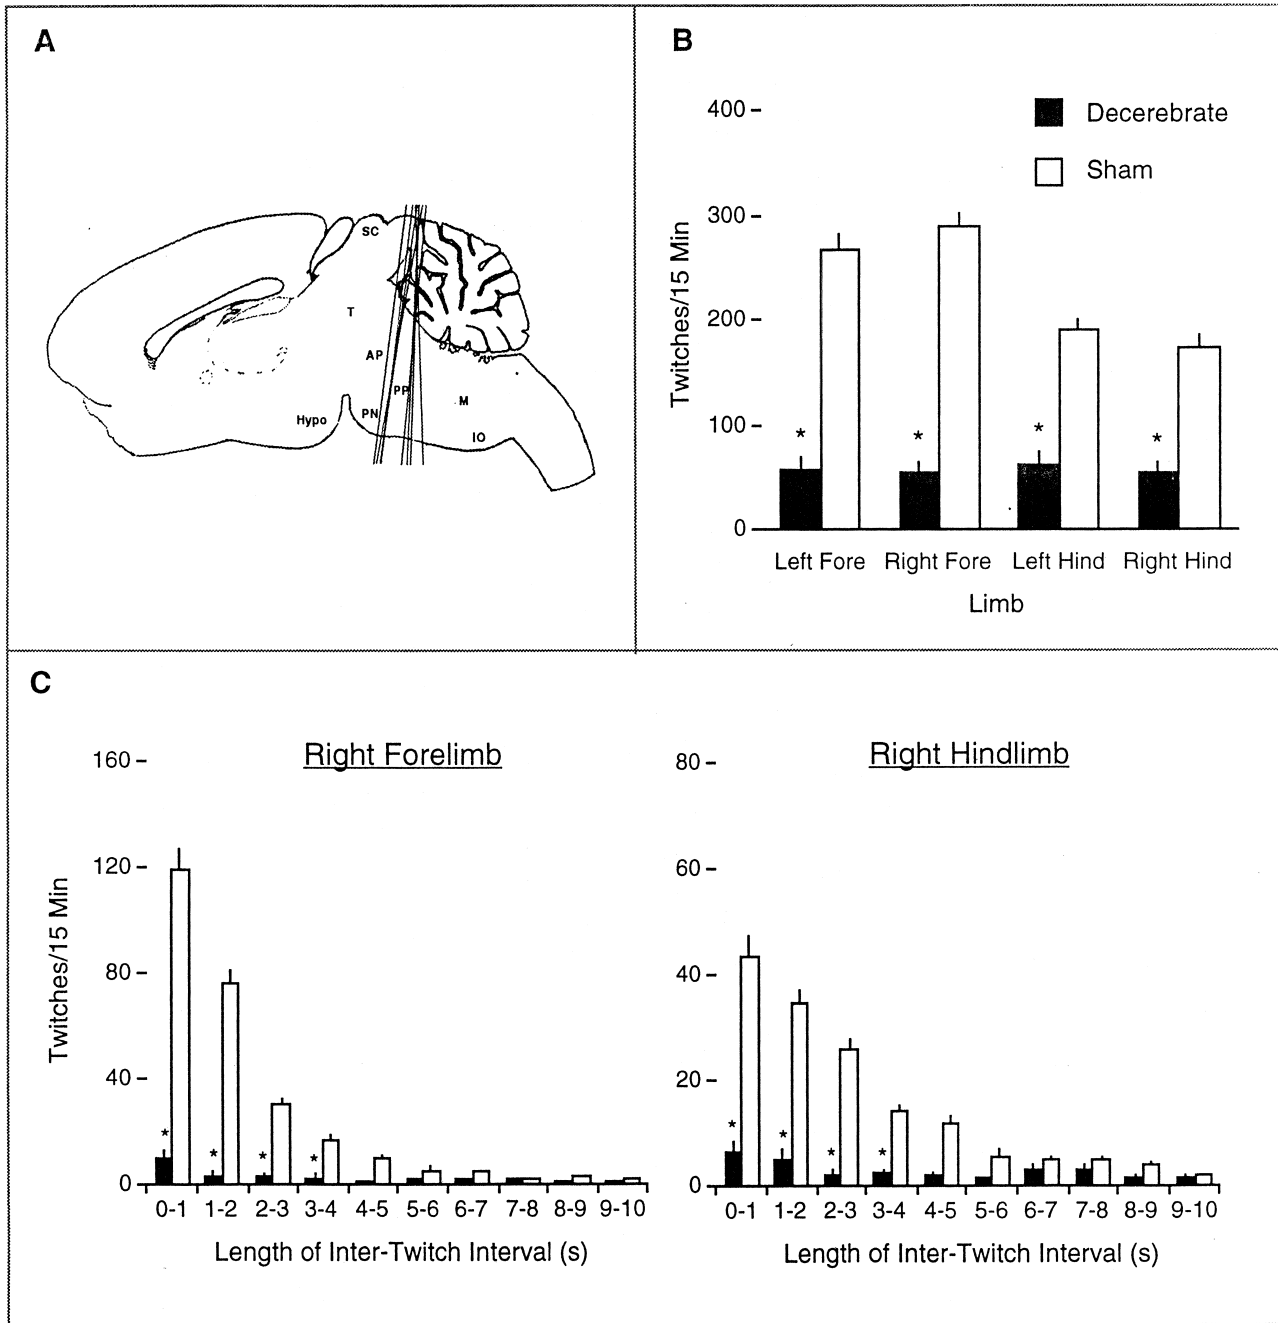 A
SC
T
AP
PP
PN
Hypo
M
IO
B
400
Decerebrate
Sham
300
Twitches/15 Min
200
100
*
*
*
*
0
Left Fore Right Fore Left Hind Right Hind
Limb
C
Right Forelimb
160
120
Twitches/15 Min
80
40
*
*
*
*
0
0-1 1-2 2-3 3-4 4-5 5-6 6-7 7-8 8-9 9-10
Length of Inter-Twitch Interval (s)
Right Hindlimb
80
60
40
20
*
*
*
*
0
0-1 1-2 2-3 3-4 4-5 5-6 6-7 7-8 8-9 9-10
Length of Inter-Twitch Interval (s)